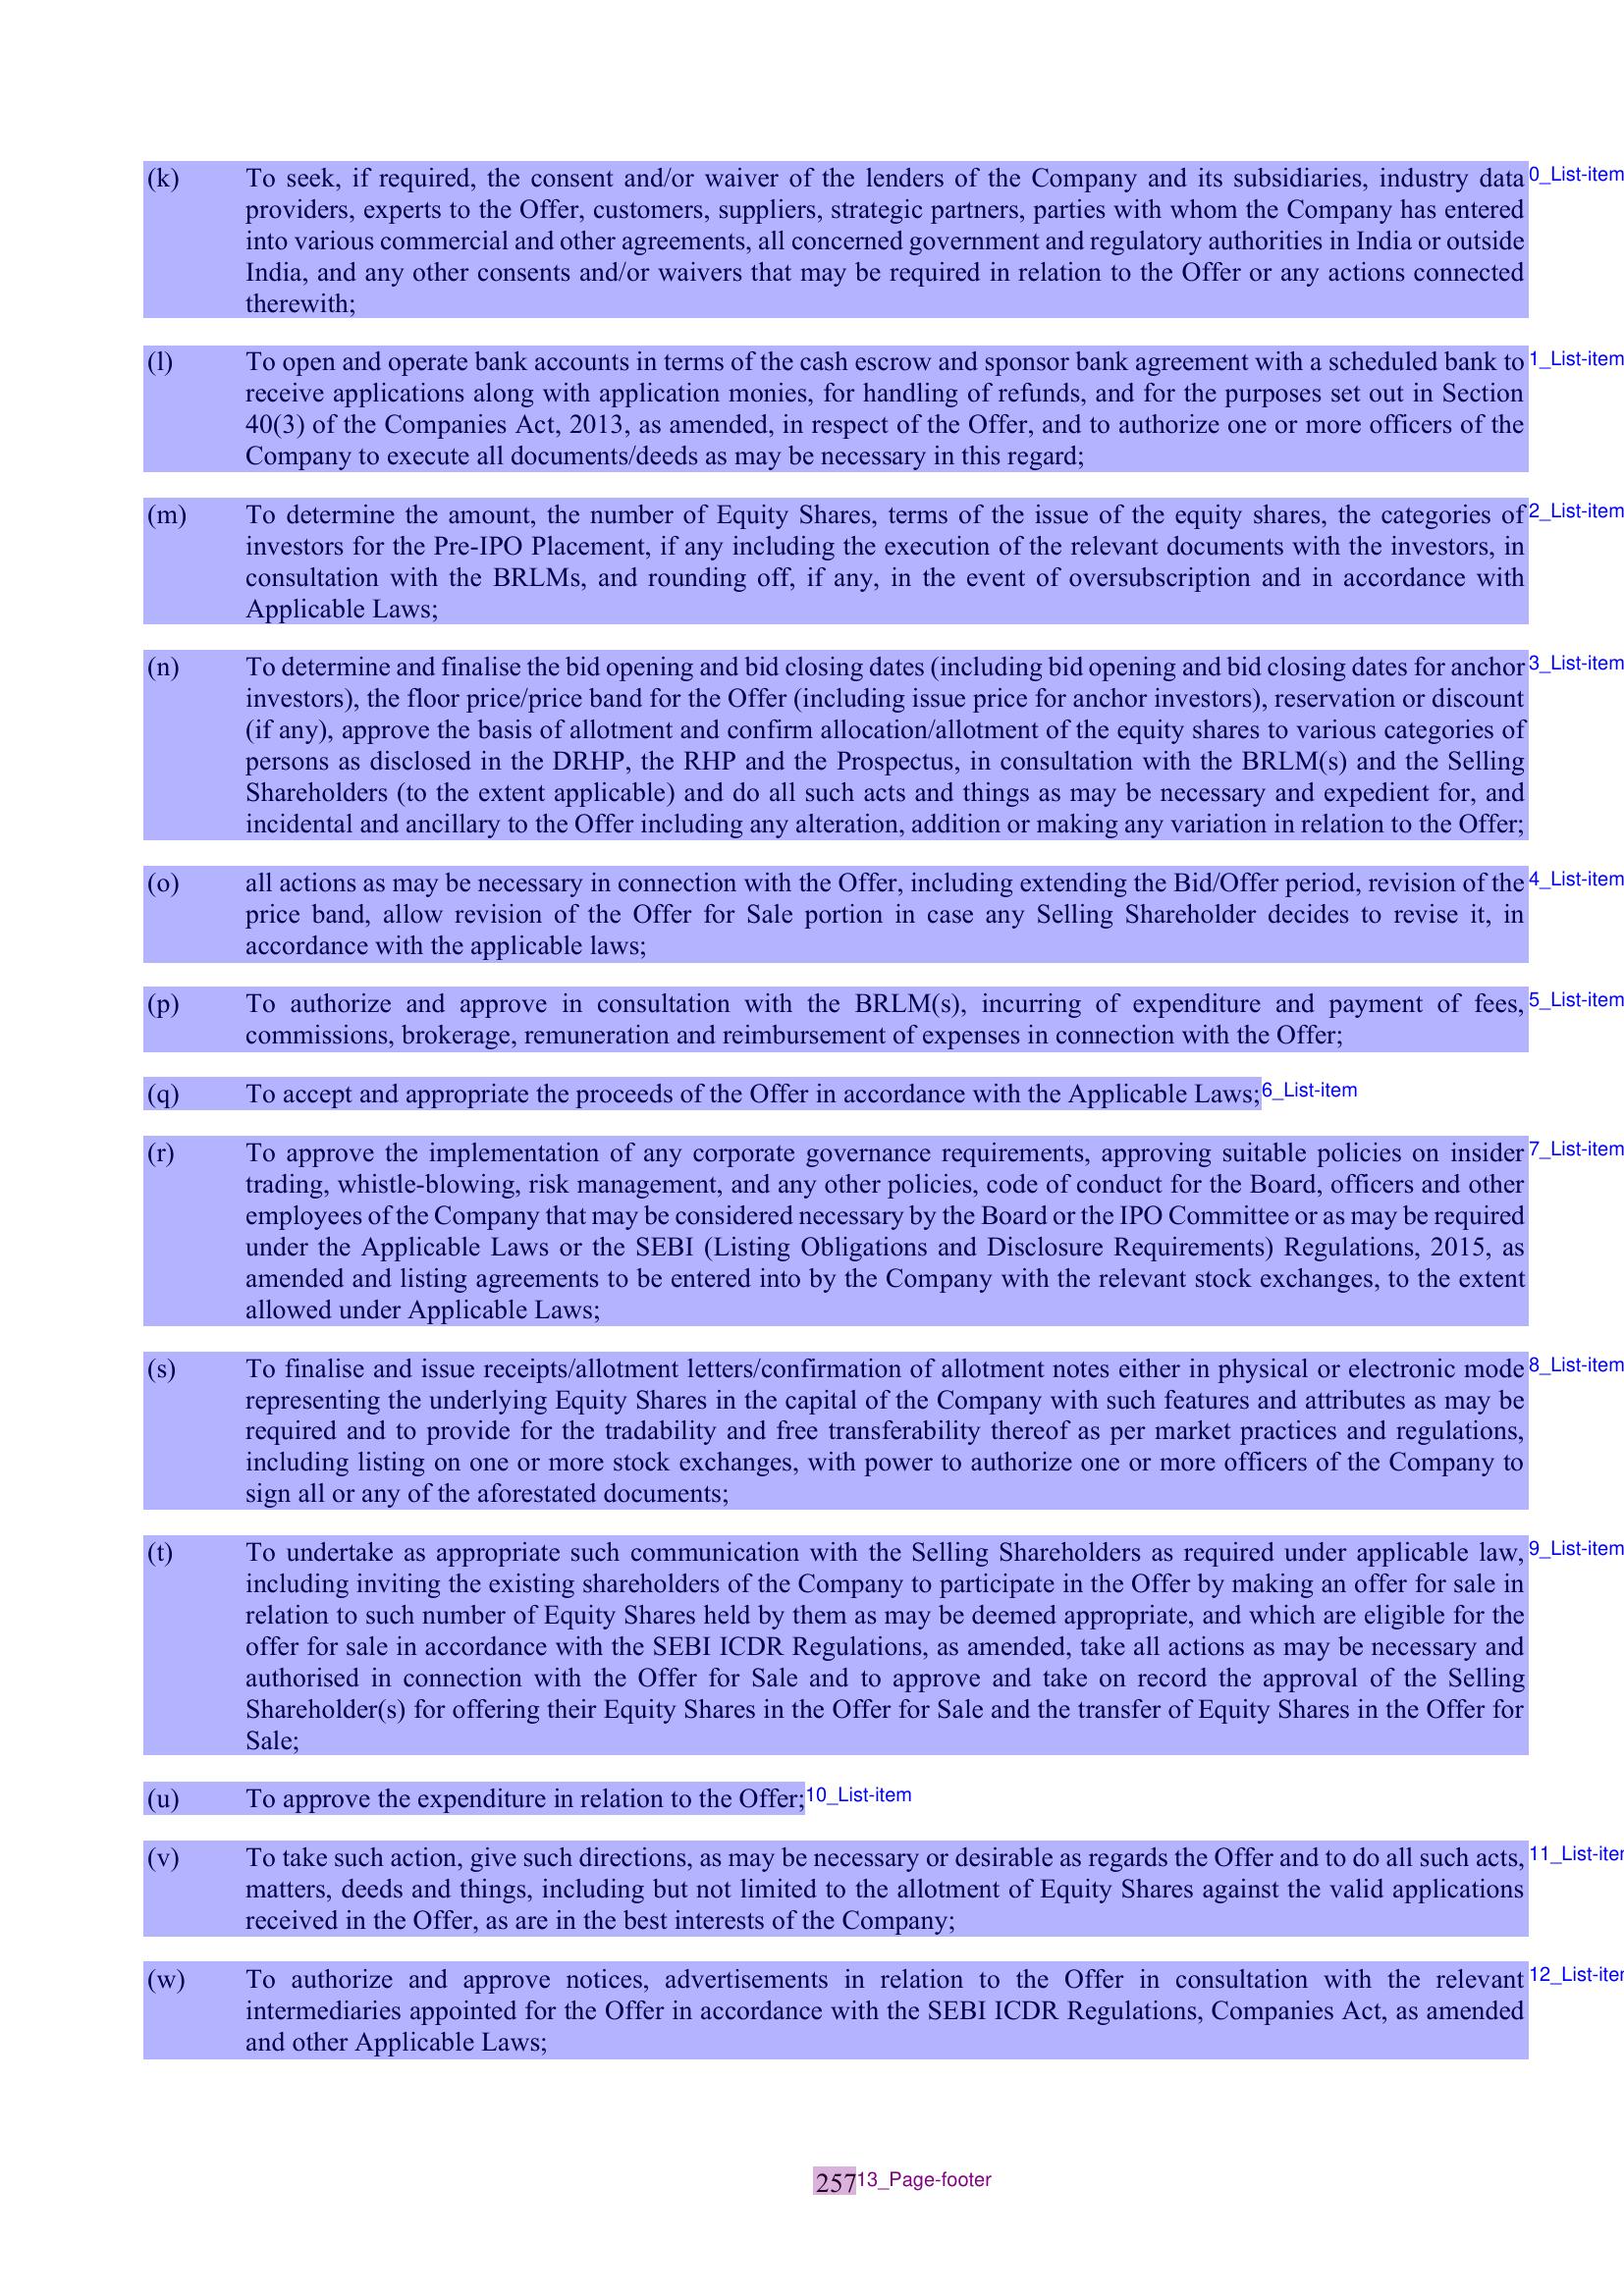 (k) To seek, if required, the consent and/or waiver of the lenders of the Company and its subsidiaries, industry data 0_List-item
providers, experts to the Offer, customers, suppliers, strategic partners, parties with whom the Company has entered
into various commercial and other agreements, all concerned government and regulatory authorities in India or outside
India, and any other consents and/or waivers that may be required in relation to the Offer or any actions connected
therewith;
(l) To open and operate bank accounts in terms of the cash escrow and sponsor bank agreement with a scheduled bank to 1_List-item
receive applications along with application monies, for handling of refunds, and for the purposes set out in Section
40(3) of the Companies Act, 2013, as amended, in respect of the Offer, and to authorize one or more officers of the
Company to execute all documents/deeds as may be necessary in this regard;
(m) To determine the amount, the number of Equity Shares, terms of the issue of the equity shares, the categories of 2_List-item
investors for the Pre-IPO Placement, if any including the execution of the relevant documents with the investors, in
consultation with the BRLMs, and rounding off, if any, in the event of oversubscription and in accordance with
Applicable Laws;
(n) To determine and finalise the bid opening and bid closing dates (including bid opening and bid closing dates for anchor 3_List-item
investors), the floor price/price band for the Offer (including issue price for anchor investors), reservation or discount
(if any), approve the basis of allotment and confirm allocation/allotment of the equity shares to various categories of
persons as disclosed in the DRHP, the RHP and the Prospectus, in consultation with the BRLM(s) and the Selling
Shareholders (to the extent applicable) and do all such acts and things as may be necessary and expedient for, and
incidental and ancillary to the Offer including any alteration, addition or making any variation in relation to the Offer;
(o) all actions as may be necessary in connection with the Offer, including extending the Bid/Offer period, revision of the 4_List-item
price band, allow revision of the Offer for Sale portion in case any Selling Shareholder decides to revise it, in
accordance with the applicable laws;
(p) To authorize and approve in consultation with the BRLM(s), incurring of expenditure and payment of fees, 5_List-item
commissions, brokerage, remuneration and reimbursement of expenses in connection with the Offer;
(q) To accept and appropriate the proceeds of the Offer in accordance with the Applicable Laws; 6_List-item
(r) To approve the implementation of any corporate governance requirements, approving suitable policies on insider 7_List-item
trading, whistle-blowing, risk management, and any other policies, code of conduct for the Board, officers and other
employees of the Company that may be considered necessary by the Board or the IPO Committee or as may be required
under the Applicable Laws or the SEBI (Listing Obligations and Disclosure Requirements) Regulations, 2015, as
amended and listing agreements to be entered into by the Company with the relevant stock exchanges, to the extent
allowed under Applicable Laws;
(s) To finalise and issue receipts/allotment letters/confirmation of allotment notes either in physical or electronic mode 8_List-item
representing the underlying Equity Shares in the capital of the Company with such features and attributes as may be
required and to provide for the tradability and free transferability thereof as per market practices and regulations,
including listing on one or more stock exchanges, with power to authorize one or more officers of the Company to
sign all or any of the aforestated documents;
(t) To undertake as appropriate such communication with the Selling Shareholders as required under applicable law, 9_List-item
including inviting the existing shareholders of the Company to participate in the Offer by making an offer for sale in
relation to such number of Equity Shares held by them as may be deemed appropriate, and which are eligible for the
offer for sale in accordance with the SEBI ICDR Regulations, as amended, take all actions as may be necessary and
authorised in connection with the Offer for Sale and to approve and take on record the approval of the Selling
Shareholder(s) for offering their Equity Shares in the Offer for Sale and the transfer of Equity Shares in the Offer for
Sale;
(u) To approve the expenditure in relation to the Offer; 10_List-item
(v) To take such action, give such directions, as may be necessary or desirable as regards the Offer and to do all such acts, 11_List-iter
matters, deeds and things, including but not limited to the allotment of Equity Shares against the valid applications
received in the Offer, as are in the best interests of the Company;
(w) To authorize and approve notices, advertisements in relation to the Offer in consultation with the relevant 12_List-iter
intermediaries appointed for the Offer in accordance with the SEBI ICDR Regulations, Companies Act, as amended
and other Applicable Laws;
257 13_Page-footer